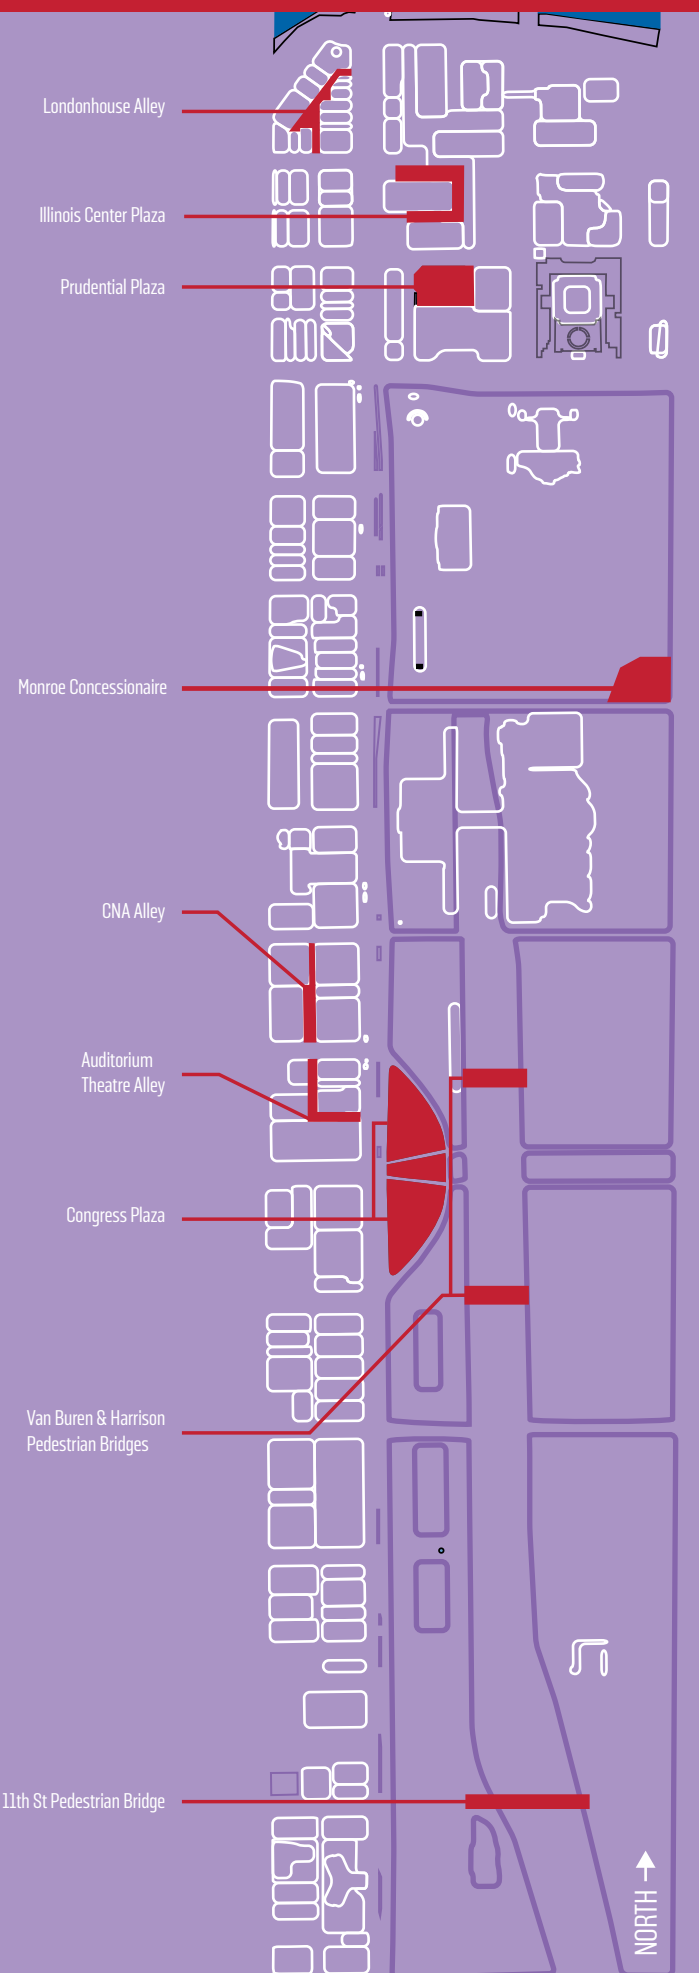 Londonhouse Alley
Illinois Center Plaza
Prudential Plaza
Monroe Concessionaire
CNA Alley
Auditorium
Theatre Alley
Congress Plaza
Van Buren & Harrison
Pedestrian Bridges
11th St Pedestrian Bridge
NORTH